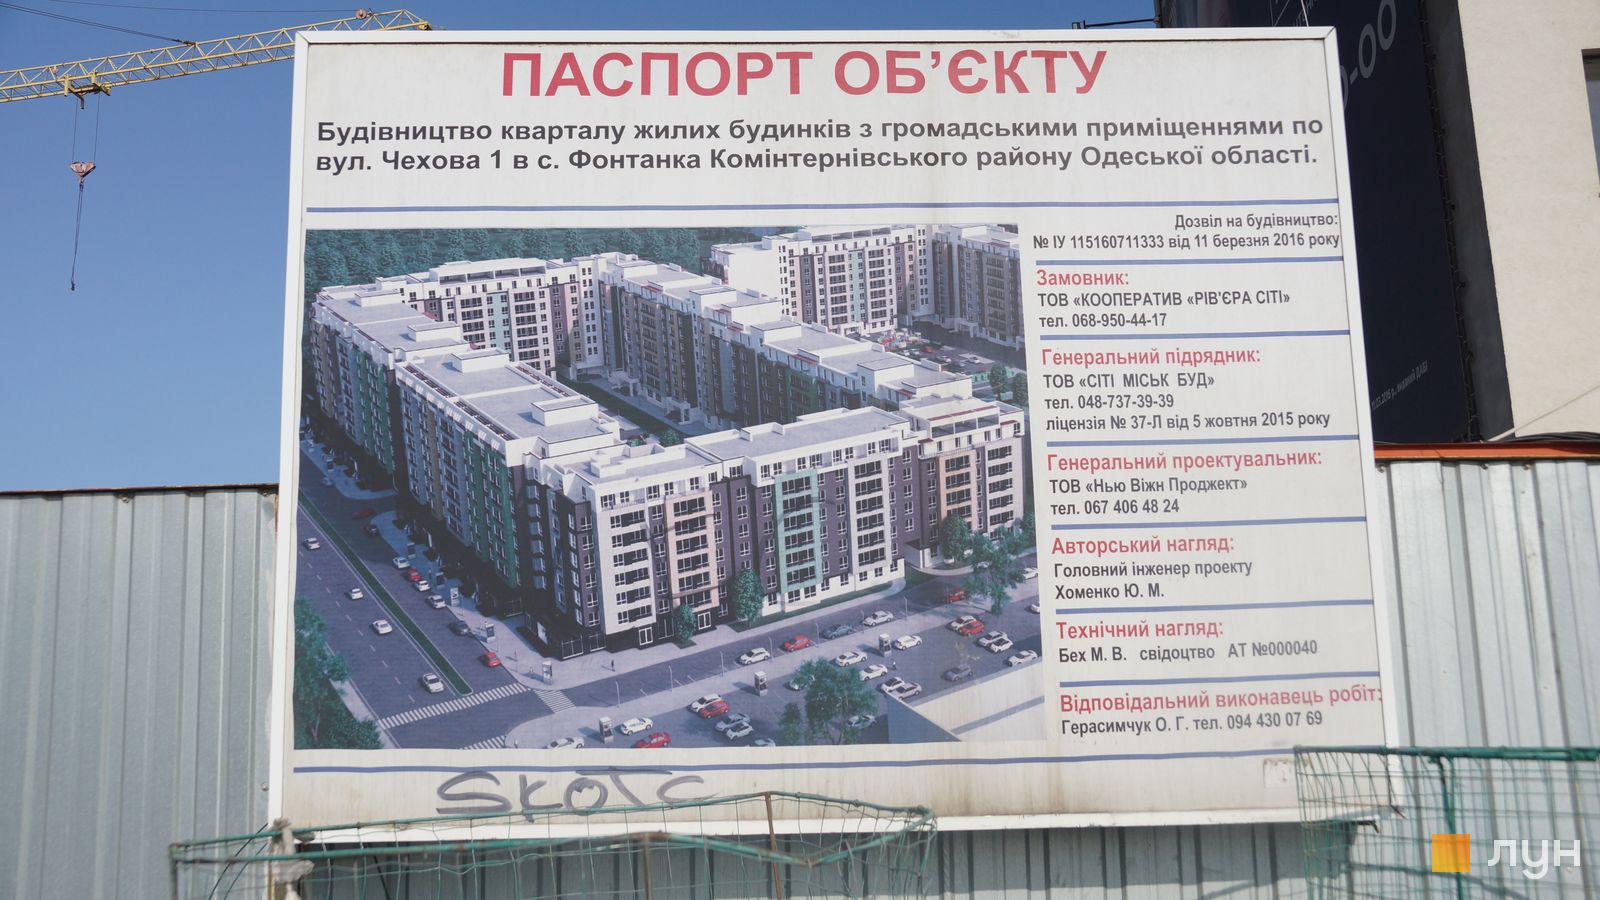 ПАСПОРТ ОБ’ЄКТУ
Будівництво кварталу жилих будинків з громадськими приміщеннями по
вул. Чехова 1 в с. Фонтанка Комінтернівського району Одеської області.
Дозвіл на будівництво:
№ ІУ 115160711333 від 11 березня 2016 року
Замовник:
ТОВ «КООПЕРАТИВ «РІВ'ЄРА СІТІ»
тел. 068-950-44-17
Генеральний підрядник:
ТОВ «СІТІ МІСЬК БУД»
тел. 048-737-39-39
ліцензія № 37-Л від 5 жовтня 2015 року
Генеральний проектувальник:
ТОВ «Нью Віжн Проджект»
тел. 067 406 48 24
Авторський нагляд:
Головний інженер проекту
Хоменко Ю. М.
Технічний нагляд:
Бех М. В. свідоцтво АТ №000040
Відповідальний виконавець робіт:
Герасимчук О. Г. тел. 094 430 07 69
лун